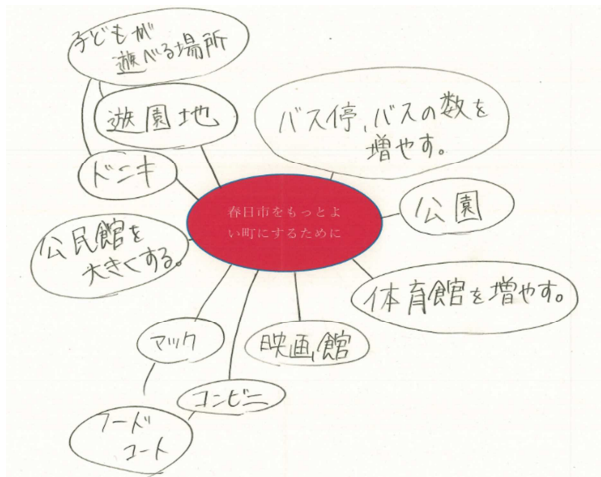 子どもが
遊べる場所
遊園地
ドンキ
公民館を
大きくする。
バス停、バスの数を
増やす。
公園
体育館を増やす。
春日市をもっとよ
い町にするために
映画館
マック
コンビニ
フード
コート